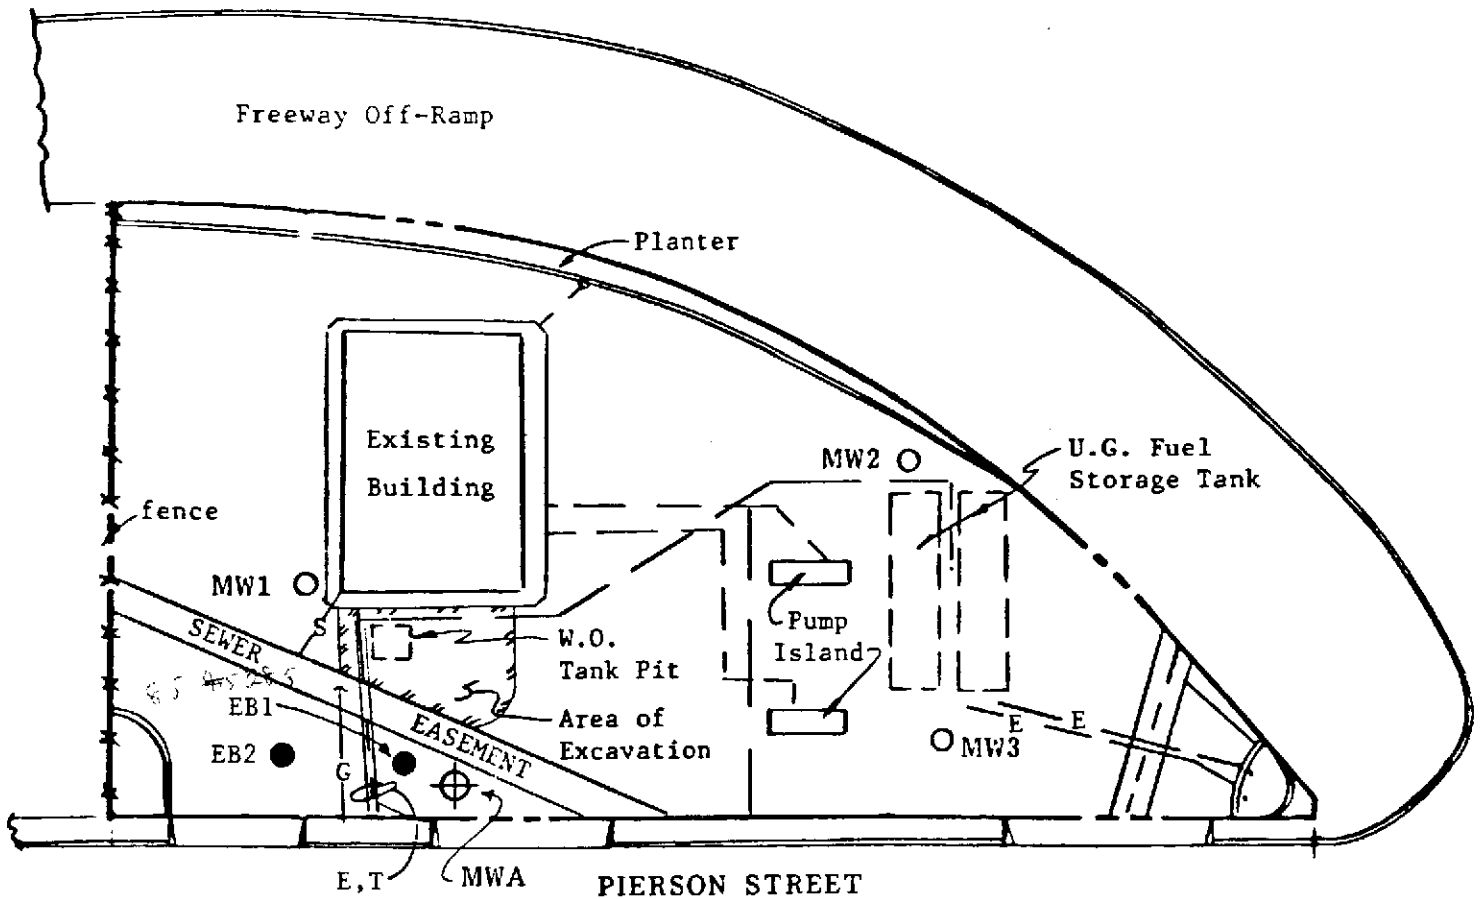 Freeway Off-Ramp
Planter
Existing
Building
MW2
U.G. Fuel
Storage Tank
fence
MW1
S
SEWER EASEMENT
W.O.
Tank Pit
Pump
Island
EB1
Area of
Excavation
E
E
EB2
MW3
G
E,T
MWA
PIERSON STREET